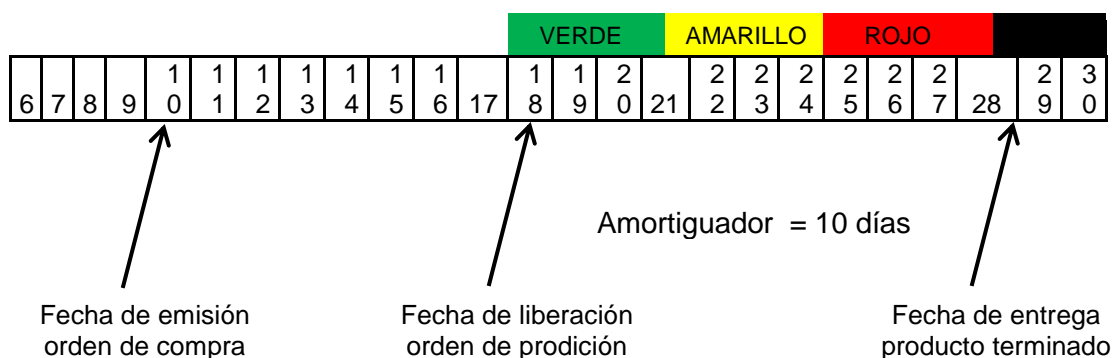 VERDE AMARILLO ROJO
6 7 8 9 10 11 12 13 14 15 16 17 18 19 20 21 22 23 24 25 26 27 28 29 30
Amortiguador = 10 días
Fecha de emisión
orden de compra
Fecha de liberación
orden de prodición
Fecha de entrega
producto terminado